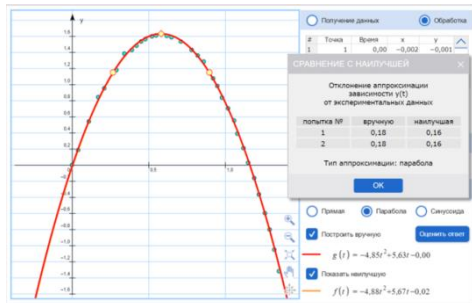 y
1,6
1,4
1,2
1,0
0,8
0,6
0,4
0,2
0,5
1,0
-0,2
-0,4
-0,6
-0,8
-1,0
-1,2
-1,4
-1,6
Получение данных
Обработка
# Точка Время x y
1 1 0,00 -0,002 -0,001
СРАВНЕНИЕ С НАИЛУЧШЕЙ ×
Отклонение аппроксимации
зависимости y(t)
от экспериментальных данных
попытка № вручную наилучшая
1 0,18 0,16
2 0,18 0,16
Тип аппроксимации: парабола
OK
Прямая Парабола Синусоида
Построить вручную
Оценить ответ
g(t) = -4,85t²+5,63t-0,00
Показать наилучшую
f(t) = -4,88t²+5,67t-0,02